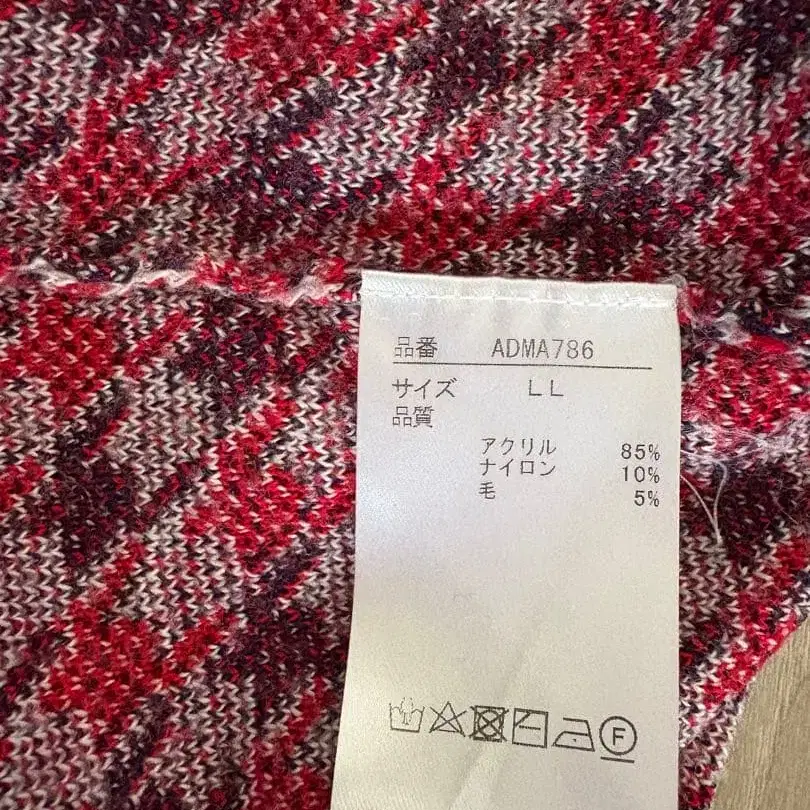 品番 ADMA786
サイズ LL
品質
アクリル 85%
ナイロン 10%
毛 5%
F